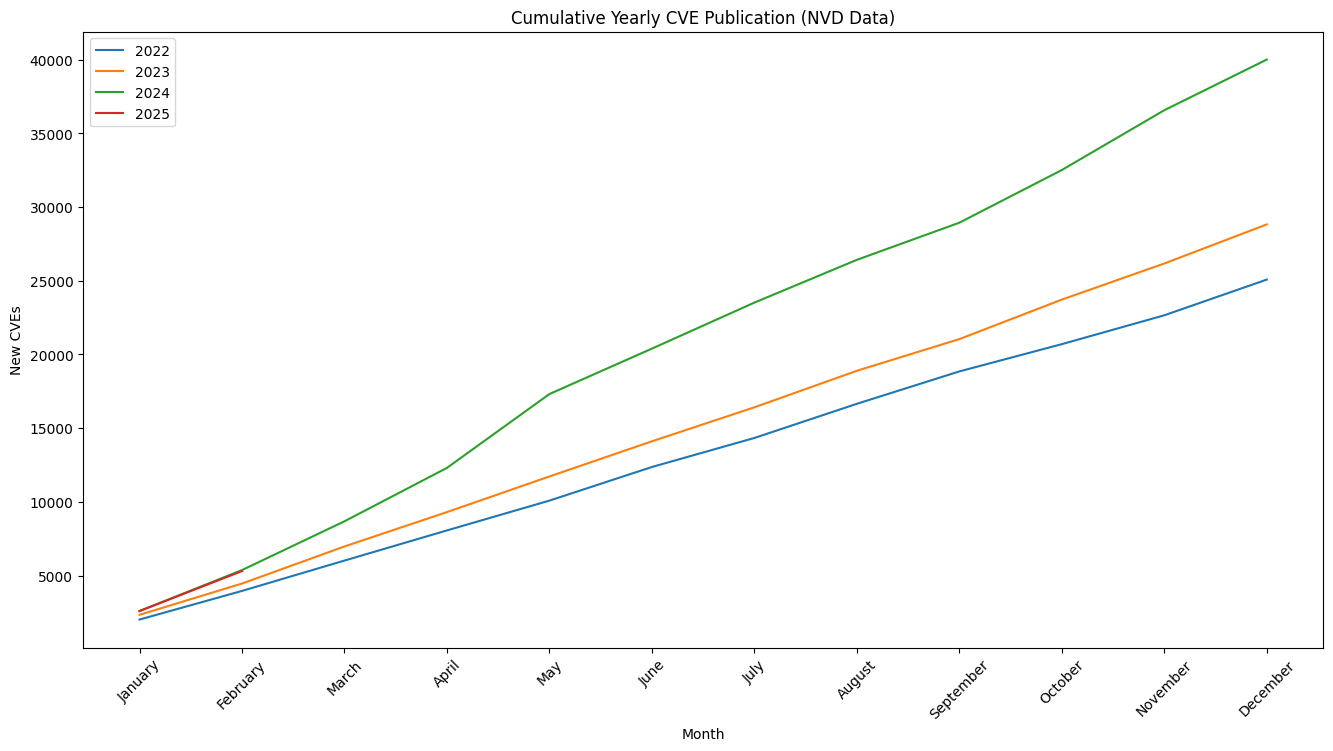 Cumulative Yearly CVE Publication (NVD Data)
2022
2023
2024
2025
40000
35000
30000
25000
20000
15000
10000
5000
New CVEs
January
February
March
April
May
June
July
August
September
October
November
December
Month